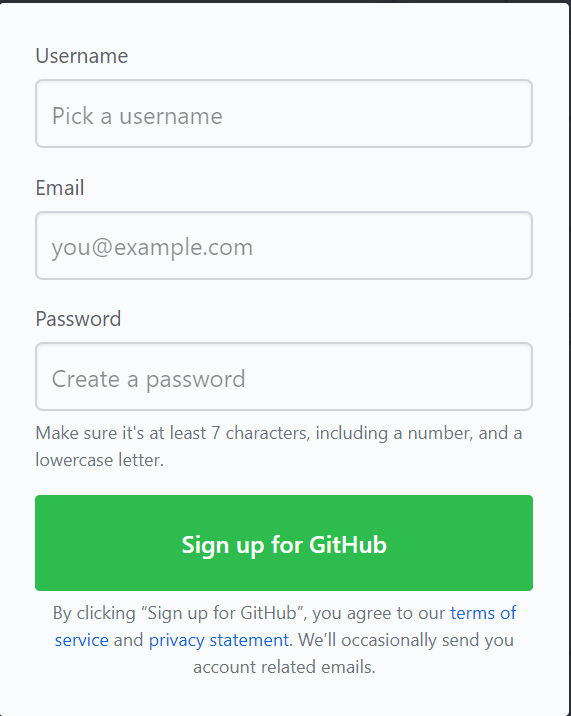 Username
Pick a username
Email
you@example.com
Password
Create a password
Make sure it's at least 7 characters, including a number, and a
lowercase letter.
Sign up for GitHub
By clicking “Sign up for GitHub”, you agree to our terms of
service and privacy statement. We’ll occasionally send you
account related emails.